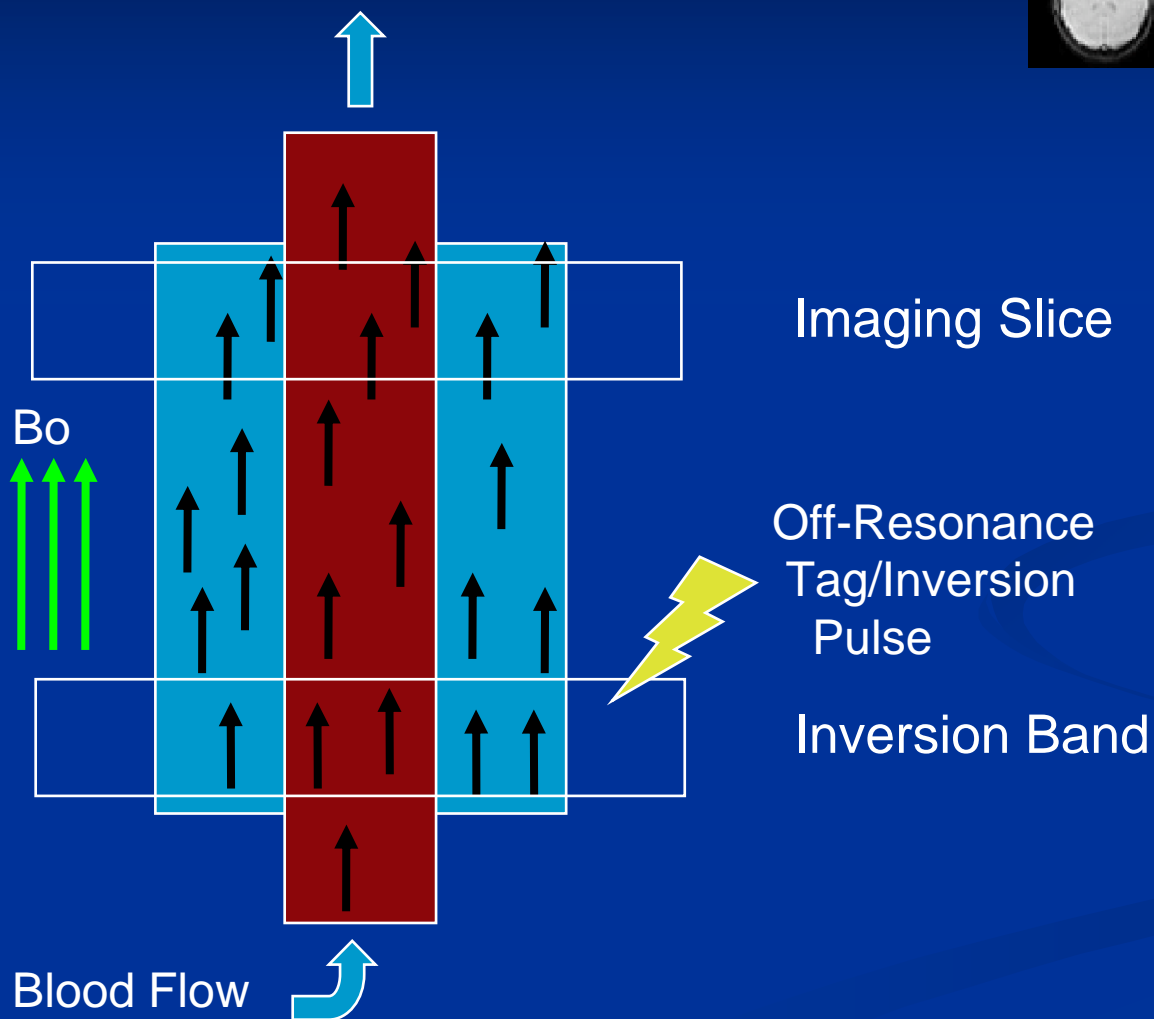 Imaging Slice
Bo
Off-Resonance
Tag/Inversion
Pulse
Inversion Band
Blood Flow